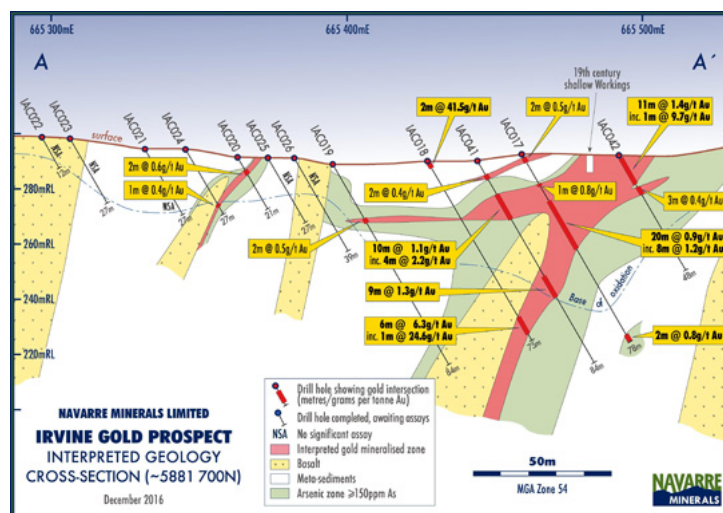 665 300mE
665 400mE
665 500mE
A
A´
IAC022
IAC023
IAC021
IAC024
IAC020
IAC025
IAC026
IAC019
IAC018
IAC041
IAC017
IAC042
19th century
shallow Workings
surface
2m @ 41.5g/t Au
2m @ 0.5g/t Au
11m @ 1.4g/t Au
inc. 1m @ 9.7g/t Au
2m @ 0.6g/t Au
1m @ 0.4g/t Au
2m @ 0.4g/t Au
1m @ 0.8g/t Au
3m @ 0.4g/t Au
2m @ 0.5g/t Au
10m @ 1.1g/t Au
inc. 4m @ 2.2g/t Au
20m @ 0.9g/t Au
inc. 8m @ 1.2g/t Au
9m @ 1.3g/t Au
6m @ 6.3g/t Au
inc. 1m @ 24.6g/t Au
2m @ 0.8g/t Au
NSA
NSA
NSA
NSA
NSA
27m
27m
27m
21m
27m
39m
84m
75m
84m
78m
48m
280mRL
260mRL
240mRL
220mRL
Base of oxidation
NAVARRE MINERALS LIMITED
IRVINE GOLD PROSPECT
INTERPRETED GEOLOGY
CROSS-SECTION (~5881 700N)
December 2016
Drill hole showing gold intersection
(metres/grams per tonne Au)
Drill hole completed, awaiting assays
NSA No significant assay
Interpreted gold mineralised zone
Basalt
Meta-sediments
Arsenic zone ≥150ppm As
50m
MGA Zone 54
NAVARRE
MINERALS